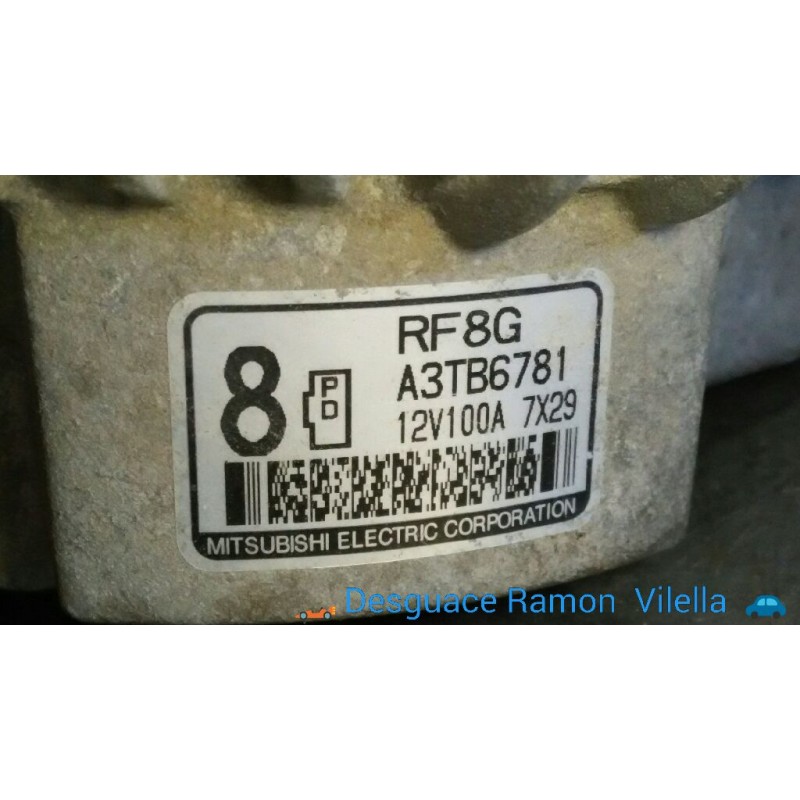 RF8G
8
P
D
A3TB6781
12V100A 7X29
MITSUBISHI ELECTRIC CORPORATION
Desguace Ramon Vilella